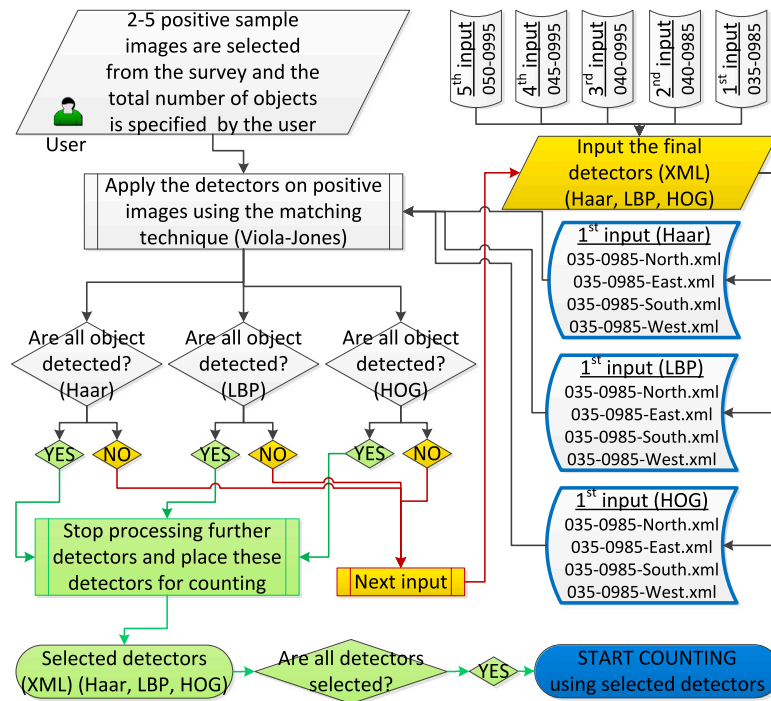 2-5 positive sample
images are selected
from the survey and the
total number of objects
is specified by the user
User
5th input
050-0995
4th input
045-0995
3rd input
040-0995
2nd input
040-0985
1st input
035-0985
Input the final
detectors (XML)
(Haar, LBP, HOG)
Apply the detectors on positive
images using the matching
technique (Viola-Jones)
1st input (Haar)
035-0985-North.xml
035-0985-East.xml
035-0985-South.xml
035-0985-West.xml
Are all object
detected?
(Haar)
Are all object
detected?
(LBP)
Are all object
detected?
(HOG)
1st input (LBP)
035-0985-North.xml
035-0985-East.xml
035-0985-South.xml
035-0985-West.xml
YES
NO
YES
NO
YES
NO
1st input (HOG)
035-0985-North.xml
035-0985-East.xml
035-0985-South.xml
035-0985-West.xml
Stop processing further
detectors and place these
detectors for counting
Next input
Selected detectors
(XML) (Haar, LBP, HOG)
Are all detectors
selected?
YES
START COUNTING
using selected detectors